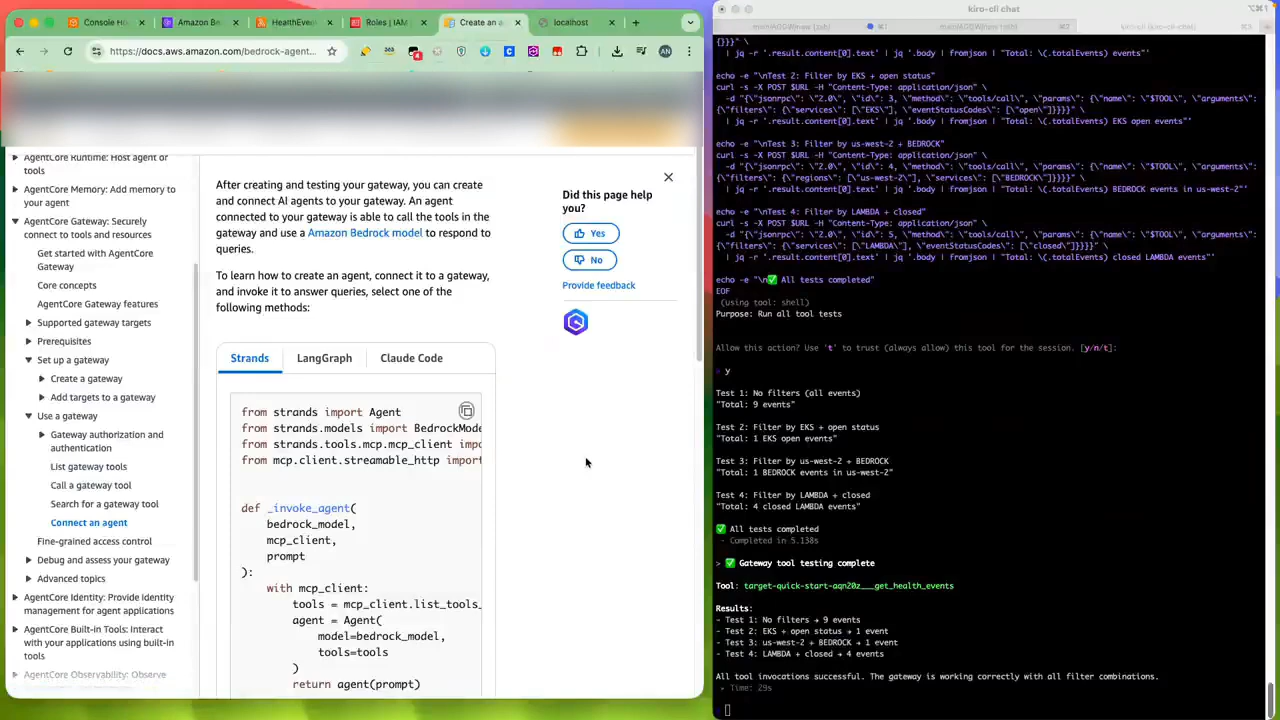 Console Ho
Amazon Be
HealthEven
Roles | IAM
Create an a
localhost
https://docs.aws.amazon.com/bedrock-agent...
4
AN
AgentCore Runtime: Host agent or
tools
AgentCore Memory: Add memory to
your agent
AgentCore Gateway: Securely
connect to tools and resources
Get started with AgentCore
Gateway
Core concepts
AgentCore Gateway features
Supported gateway targets
Prerequisites
Set up a gateway
Create a gateway
Add targets to a gateway
Use a gateway
Gateway authorization and
authentication
List gateway tools
Call a gateway tool
Search for a gateway tool
Connect an agent
Fine-grained access control
Debug and assess your gateway
Advanced topics
AgentCore Identity: Provide identity
management for agent applications
AgentCore Built-in Tools: Interact
with your applications using built-in
tools
AgentCore Observability: Observe
After creating and testing your gateway, you can create
and connect AI agents to your gateway. An agent
connected to your gateway is able to call the tools in the
gateway and use a Amazon Bedrock model to respond to
queries.
To learn how to create an agent, connect it to a gateway,
and invoke it to answer queries, select one of the
following methods:
Strands
LangGraph
Claude Code
from strands import Agent
from strands.models import BedrockMode
from strands.tools.mcp.mcp_client impo
from mcp.client.streamable_http import
def _invoke_agent(
bedrock_model,
mcp_client,
prompt
):
with mcp_client:
tools = mcp_client.list_tools_
agent = Agent(
model=bedrock_model,
tools=tools
)
return agent(prompt)
Did this page help
you?
Yes
No
Provide feedback
kiro-cli chat
⌥⌘1
{}}}" \
| jq -r '.result.content[0].text' | jq '.body | fromjson | "Total: \(.totalEvents) events"'
echo -e "\nTest 2: Filter by EKS + open status"
curl -s -X POST $URL -H "Content-Type: application/json" \
-d "{\"jsonrpc\": \"2.0\", \"id\": 3, \"method\": \"tools/call\", \"params\": {\"name\": \"$TOOL\", \"arguments\":
{\"filters\": {\"services\": [\"EKS\"], \"eventStatusCodes\": [\"open\"]}}}}" \
| jq -r '.result.content[0].text' | jq '.body | fromjson | "Total: \(.totalEvents) EKS open events"'
echo -e "\nTest 3: Filter by us-west-2 + BEDROCK"
curl -s -X POST $URL -H "Content-Type: application/json" \
-d "{\"jsonrpc\": \"2.0\", \"id\": 4, \"method\": \"tools/call\", \"params\": {\"name\": \"$TOOL\", \"arguments\":
{\"filters\": {\"regions\": [\"us-west-2\"], \"services\": [\"BEDROCK\"]}}}}" \
| jq -r '.result.content[0].text' | jq '.body | fromjson | "Total: \(.totalEvents) BEDROCK events in us-west-2"'
echo -e "\nTest 4: Filter by LAMBDA + closed"
curl -s -X POST $URL -H "Content-Type: application/json" \
-d "{\"jsonrpc\": \"2.0\", \"id\": 5, \"method\": \"tools/call\", \"params\": {\"name\": \"$TOOL\", \"arguments\":
{\"filters\": {\"services\": [\"LAMBDA\"], \"eventStatusCodes\": [\"closed\"]}}}}" \
| jq -r '.result.content[0].text' | jq '.body | fromjson | "Total: \(.totalEvents) closed LAMBDA events"'
echo -e "\n✅ All tests completed"
EOF
(using tool: shell)
Purpose: Run all tool tests
Allow this action? Use 't' to trust (always allow) this tool for the session. [y/n/t]:
> y
Test 1: No filters (all events)
"Total: 9 events"
Test 2: Filter by EKS + open status
"Total: 1 EKS open events"
Test 3: Filter by us-west-2 + BEDROCK
"Total: 1 BEDROCK events in us-west-2"
Test 4: Filter by LAMBDA + closed
"Total: 4 closed LAMBDA events"
✅ All tests completed
- Completed in 5.138s
> ✅ Gateway tool testing complete
Tool: target-quick-start-aqn20z___get_health_events
Results:
- Test 1: No filters → 9 events
- Test 2: EKS + open status → 1 event
- Test 3: us-west-2 + BEDROCK → 1 event
- Test 4: LAMBDA + closed → 4 events
All tool invocations successful. The gateway is working correctly with all filter combinations.
▸ Time: 29s